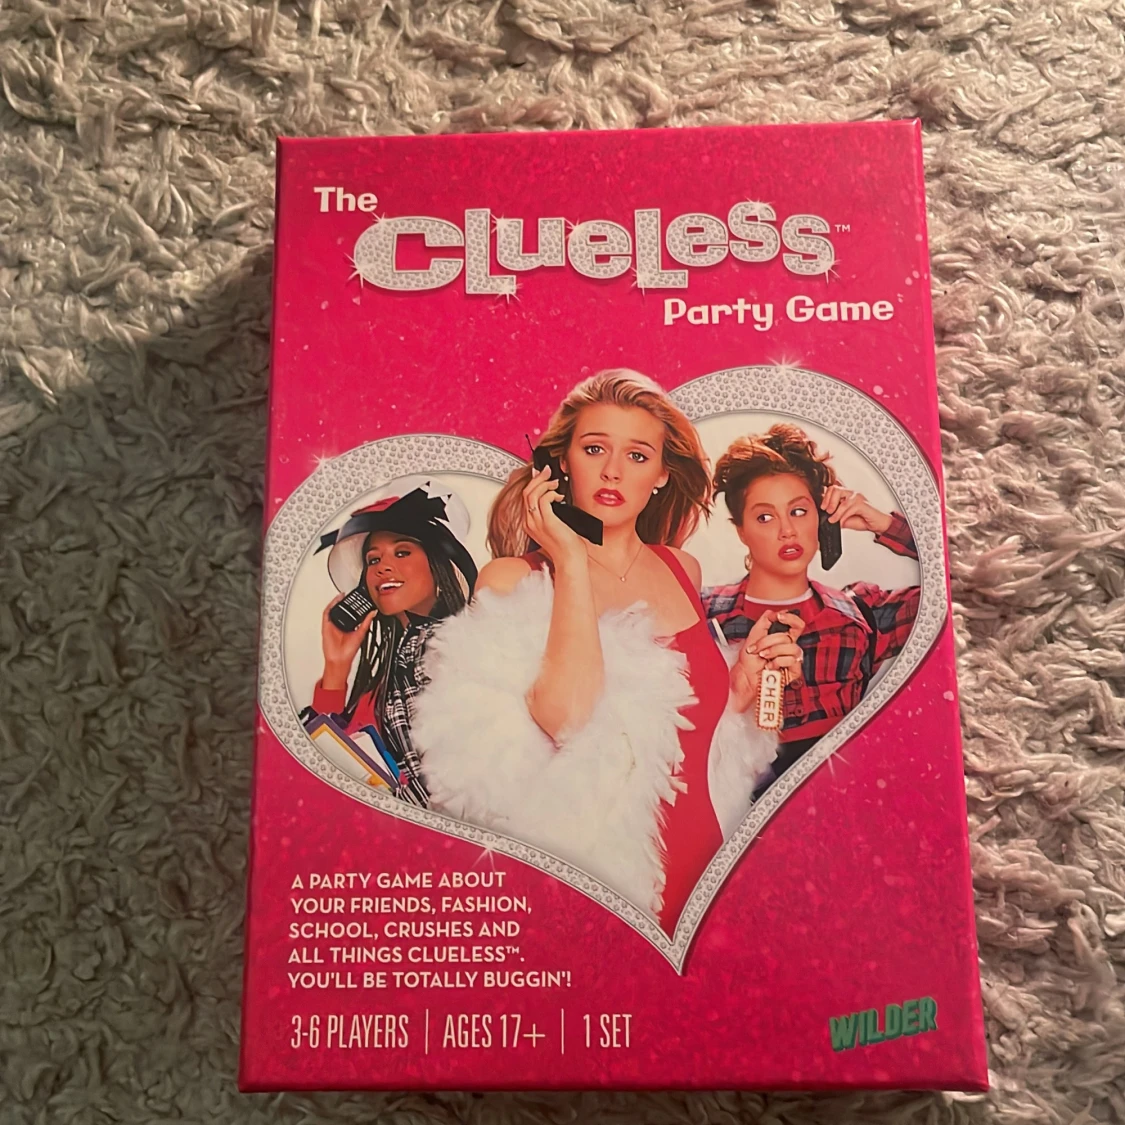 The
Clueless™
Party Game
CHER
A PARTY GAME ABOUT
YOUR FRIENDS, FASHION,
SCHOOL, CRUSHES AND
ALL THINGS CLUELESS™.
YOU'LL BE TOTALLY BUGGIN'!
3-6 PLAYERS | AGES 17+ | 1 SET
WILDER